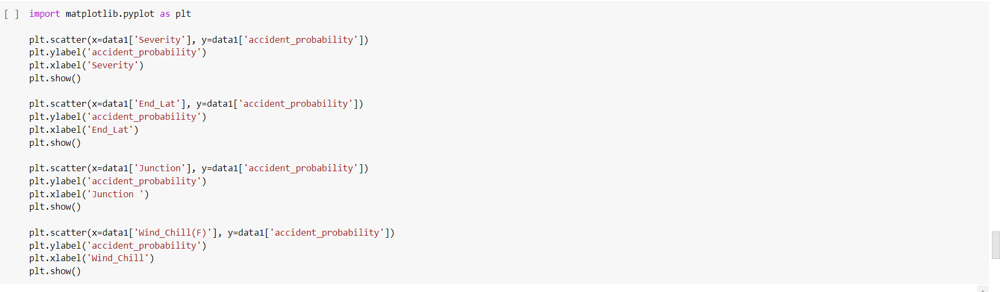 [ ] import matplotlib.pyplot as plt
plt.scatter(x=data1['Severity'], y=data1['accident_probability'])
plt.ylabel('accident_probability')
plt.xlabel('Severity')
plt.show()
plt.scatter(x=data1['End_Lat'], y=data1['accident_probability'])
plt.ylabel('accident_probability')
plt.xlabel('End_Lat')
plt.show()
plt.scatter(x=data1['Junction'], y=data1['accident_probability'])
plt.ylabel('accident_probability')
plt.xlabel('Junction ')
plt.show()
plt.scatter(x=data1['Wind_Chill(F)'], y=data1['accident_probability'])
plt.ylabel('accident_probability')
plt.xlabel('Wind_Chill')
plt.show()